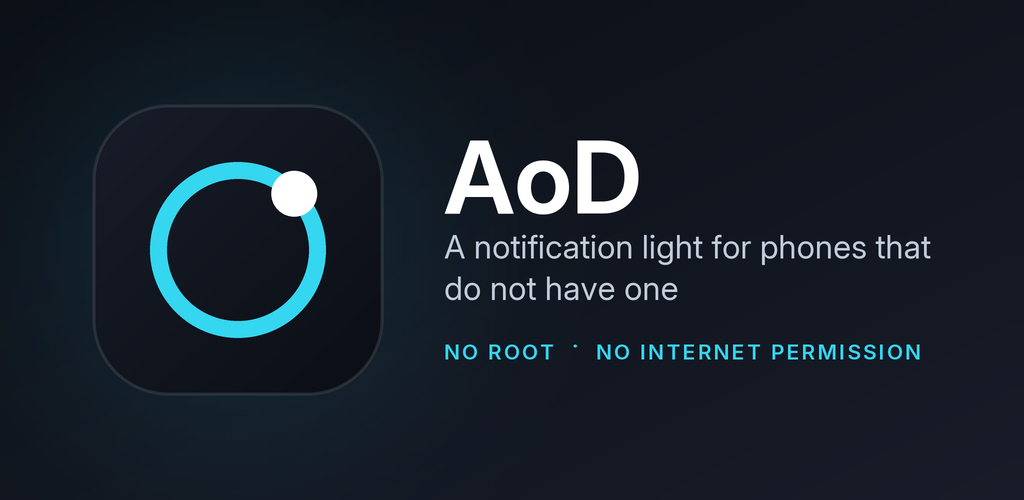 AoD
A notification light for phones that
do not have one
NO ROOT · NO INTERNET PERMISSION